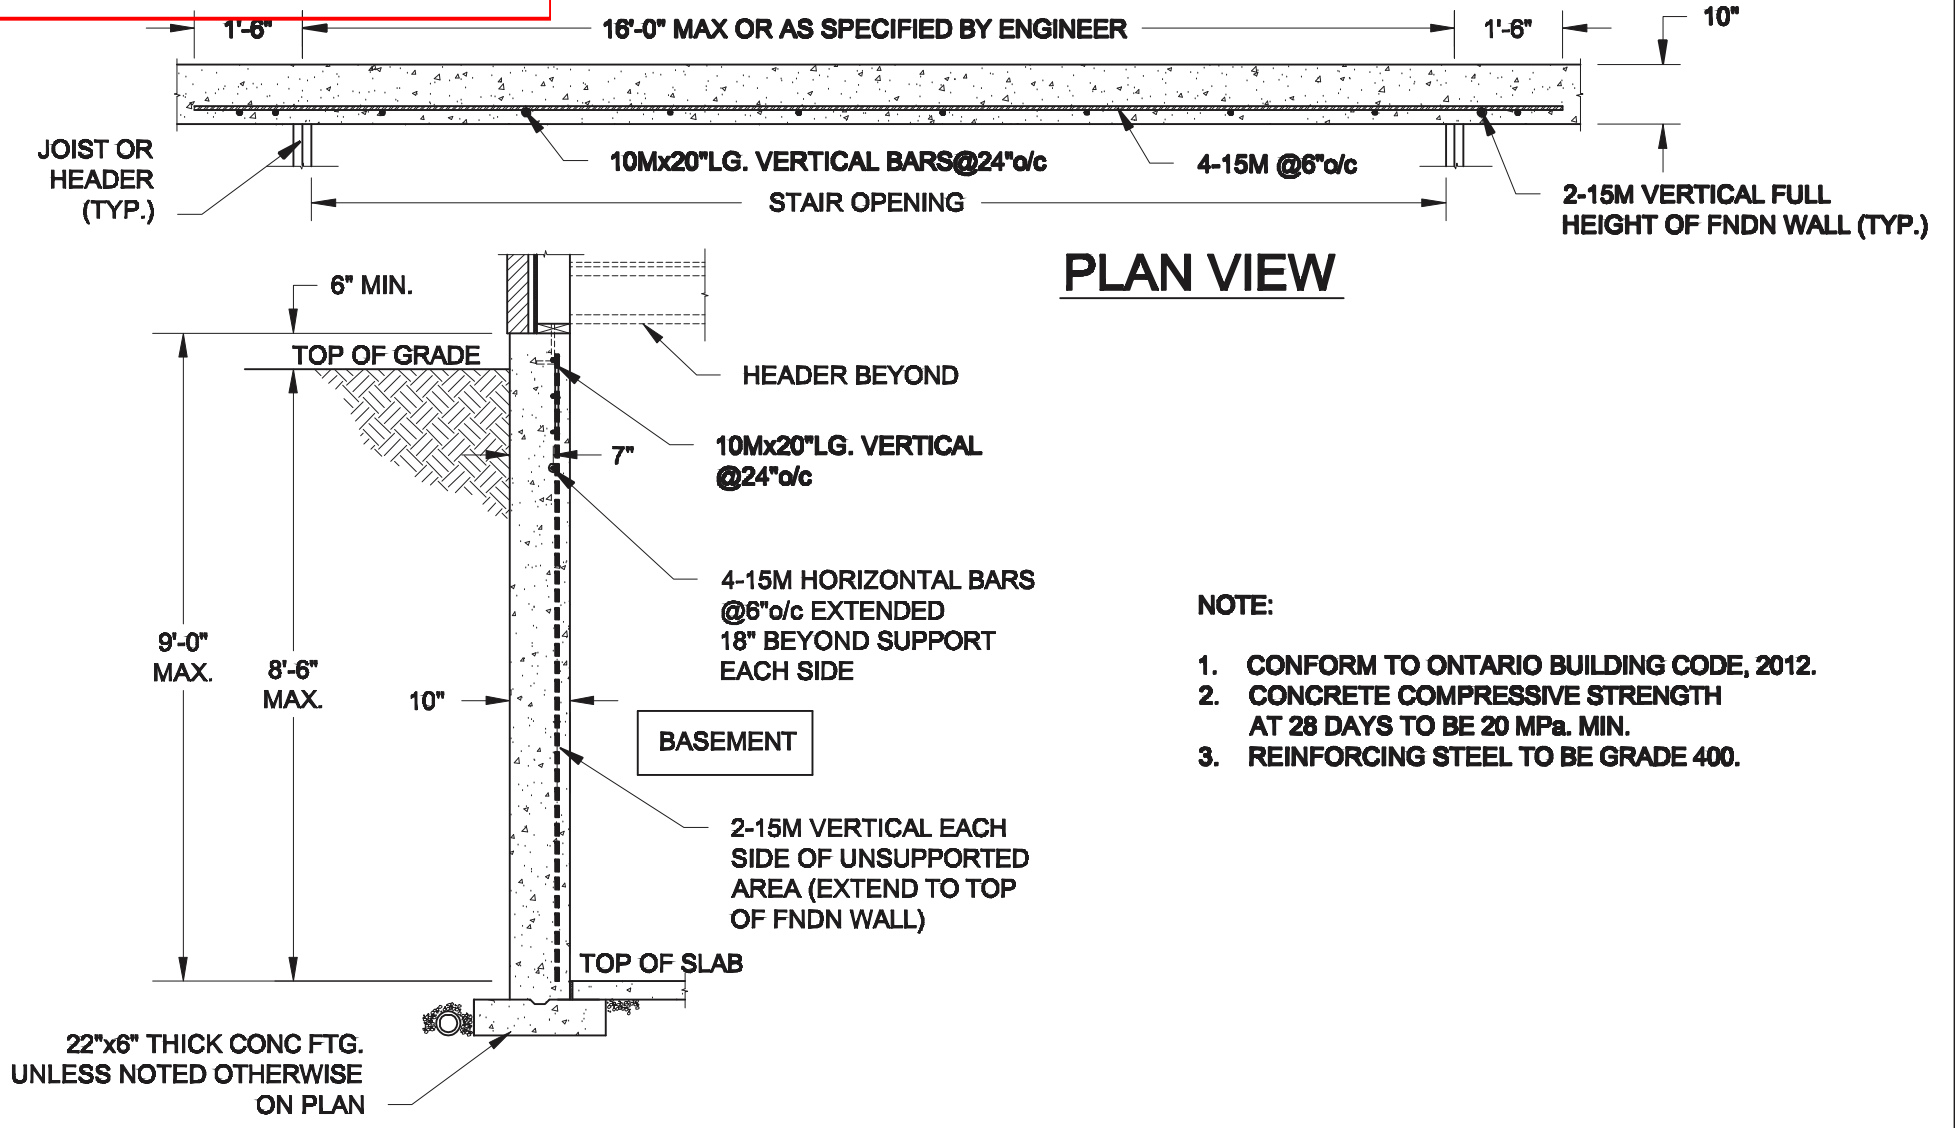 1'-6"
16'-0" MAX OR AS SPECIFIED BY ENGINEER
1'-6"
10"
JOIST OR
HEADER
(TYP.)
10Mx20"LG. VERTICAL BARS@24"o/c
4-15M @6"o/c
2-15M VERTICAL FULL
HEIGHT OF FNDN WALL (TYP.)
STAIR OPENING
PLAN VIEW
6" MIN.
TOP OF GRADE
HEADER BEYOND
10Mx20"LG. VERTICAL
@24"o/c
7"
4-15M HORIZONTAL BARS
@6"o/c EXTENDED
18" BEYOND SUPPORT
EACH SIDE
9'-0"
MAX.
8'-6"
MAX.
10"
BASEMENT
2-15M VERTICAL EACH
SIDE OF UNSUPPORTED
AREA (EXTEND TO TOP
OF FNDN WALL)
TOP OF SLAB
22"x6" THICK CONC FTG.
UNLESS NOTED OTHERWISE
ON PLAN
NOTE:
1. CONFORM TO ONTARIO BUILDING CODE, 2012.
2. CONCRETE COMPRESSIVE STRENGTH
AT 28 DAYS TO BE 20 MPa. MIN.
3. REINFORCING STEEL TO BE GRADE 400.